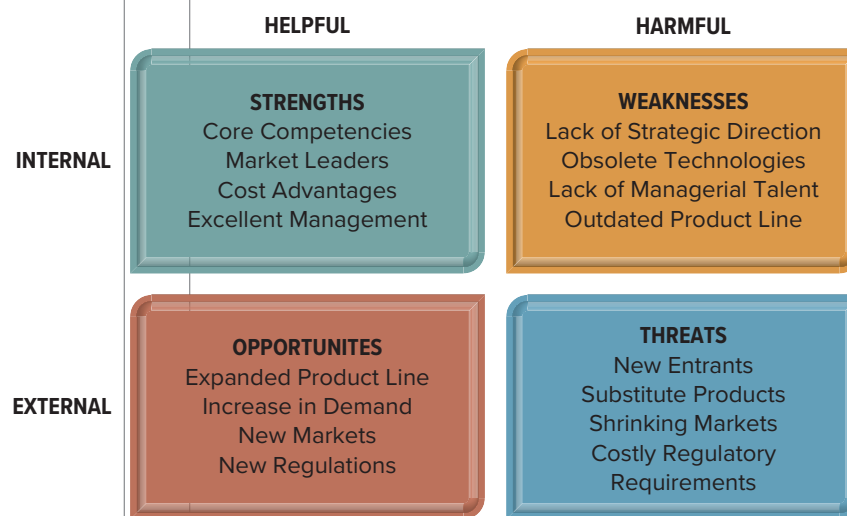 HELPFUL
HARMFUL
INTERNAL
STRENGTHS
Core Competencies
Market Leaders
Cost Advantages
Excellent Management
WEAKNESSES
Lack of Strategic Direction
Obsolete Technologies
Lack of Managerial Talent
Outdated Product Line
EXTERNAL
OPPORTUNITES
Expanded Product Line
Increase in Demand
New Markets
New Regulations
THREATS
New Entrants
Substitute Products
Shrinking Markets
Costly Regulatory
Requirements